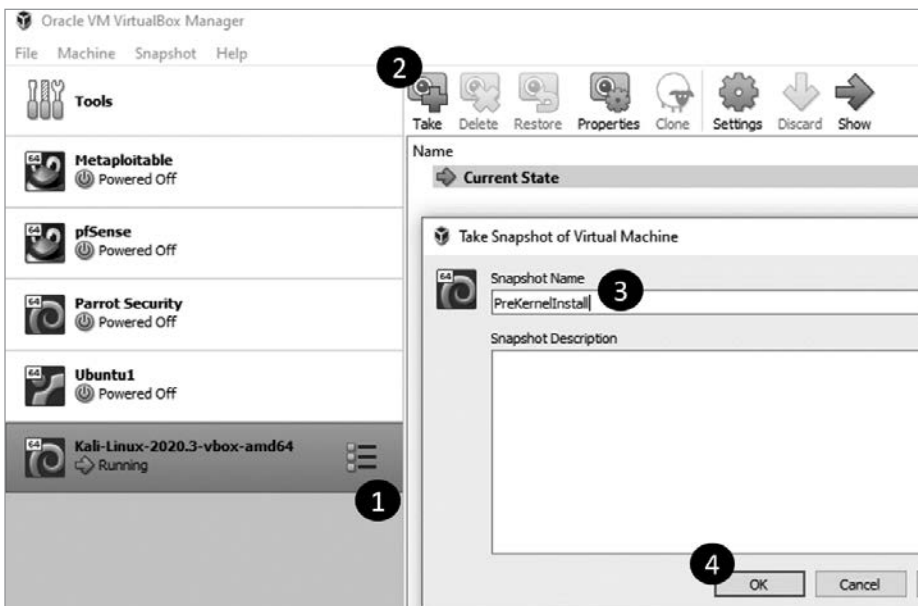 Oracle VM VirtualBox Manager
File Machine Snapshot Help
2
Tools
Take Delete Restore Properties Clone Settings Discard Show
Name
Current State
64
Metaploitable
Powered Off
64
pfSense
Powered Off
64
Parrot Security
Powered Off
64
Ubuntu1
Powered Off
64
Kali-Linux-2020.3-vbox-amd64
Running
1
Take Snapshot of Virtual Machine
64
Snapshot Name
3
PreKernelInstall
Snapshot Description
4
OK Cancel